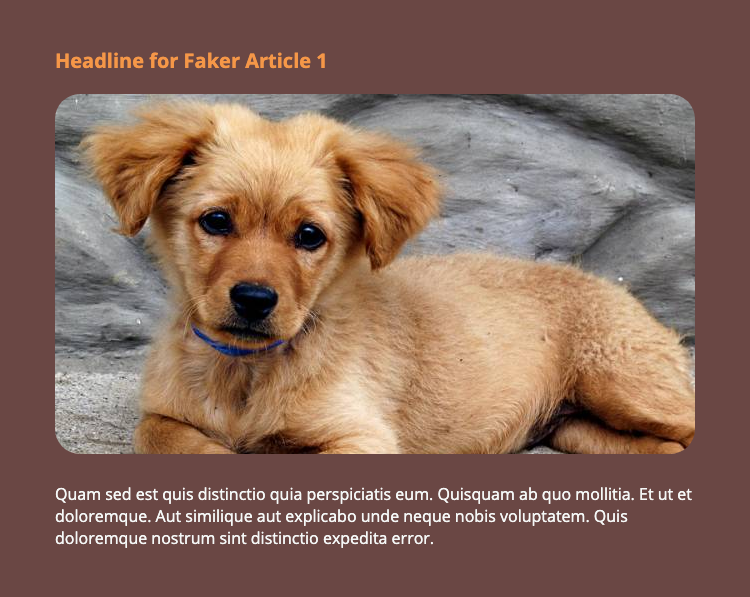 Headline for Faker Article 1
Quam sed est quis distinctio quia perspiciatis eum. Quisquam ab quo mollitia. Et ut et
doloremque. Aut similique aut explicabo unde neque nobis voluptatem. Quis
doloremque nostrum sint distinctio expedita error.